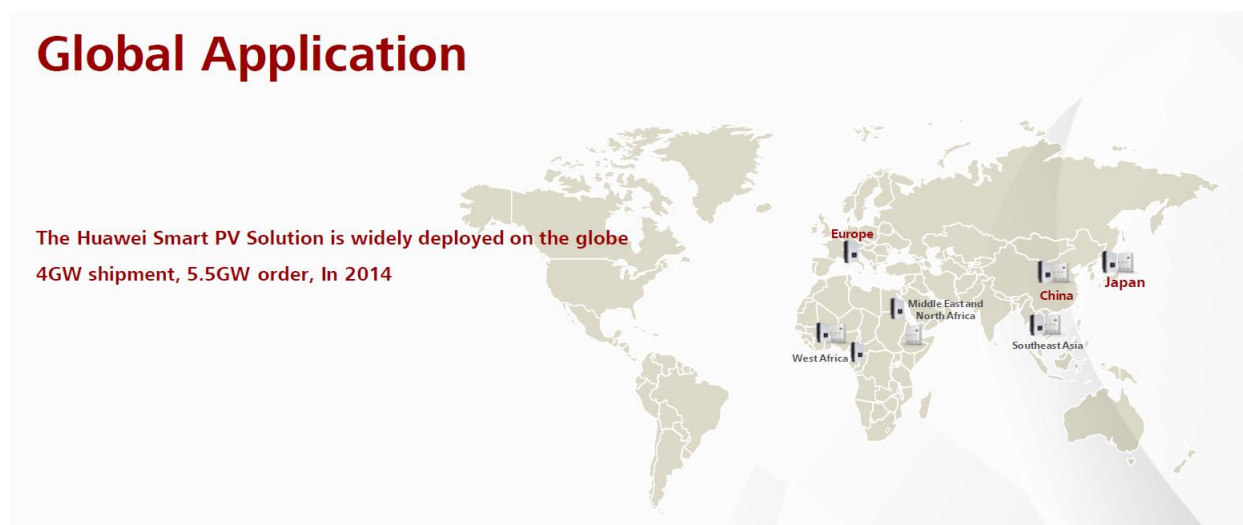 Global Application
The Huawei Smart PV Solution is widely deployed on the globe
4GW shipment, 5.5GW order, In 2014
Europe
Japan
China
Middle East and
North Africa
Southeast Asia
West Africa